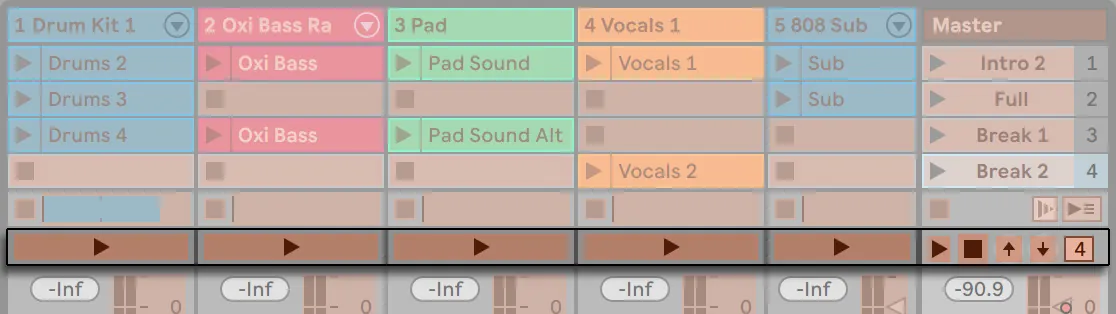 1 Drum Kit 1 2 Oxi Bass Ra 3 Pad 4 Vocals 1 5 808 Sub Master
Drums 2 Oxi Bass Pad Sound Vocals 1 Sub Intro 2 1
Drums 3 Sub Full 2
Drums 4 Oxi Bass Pad Sound Alt Break 1 3
Vocals 2 Break 2 4
4
-Inf -Inf -Inf -Inf -Inf -90.9
0 0 0 0 0 0